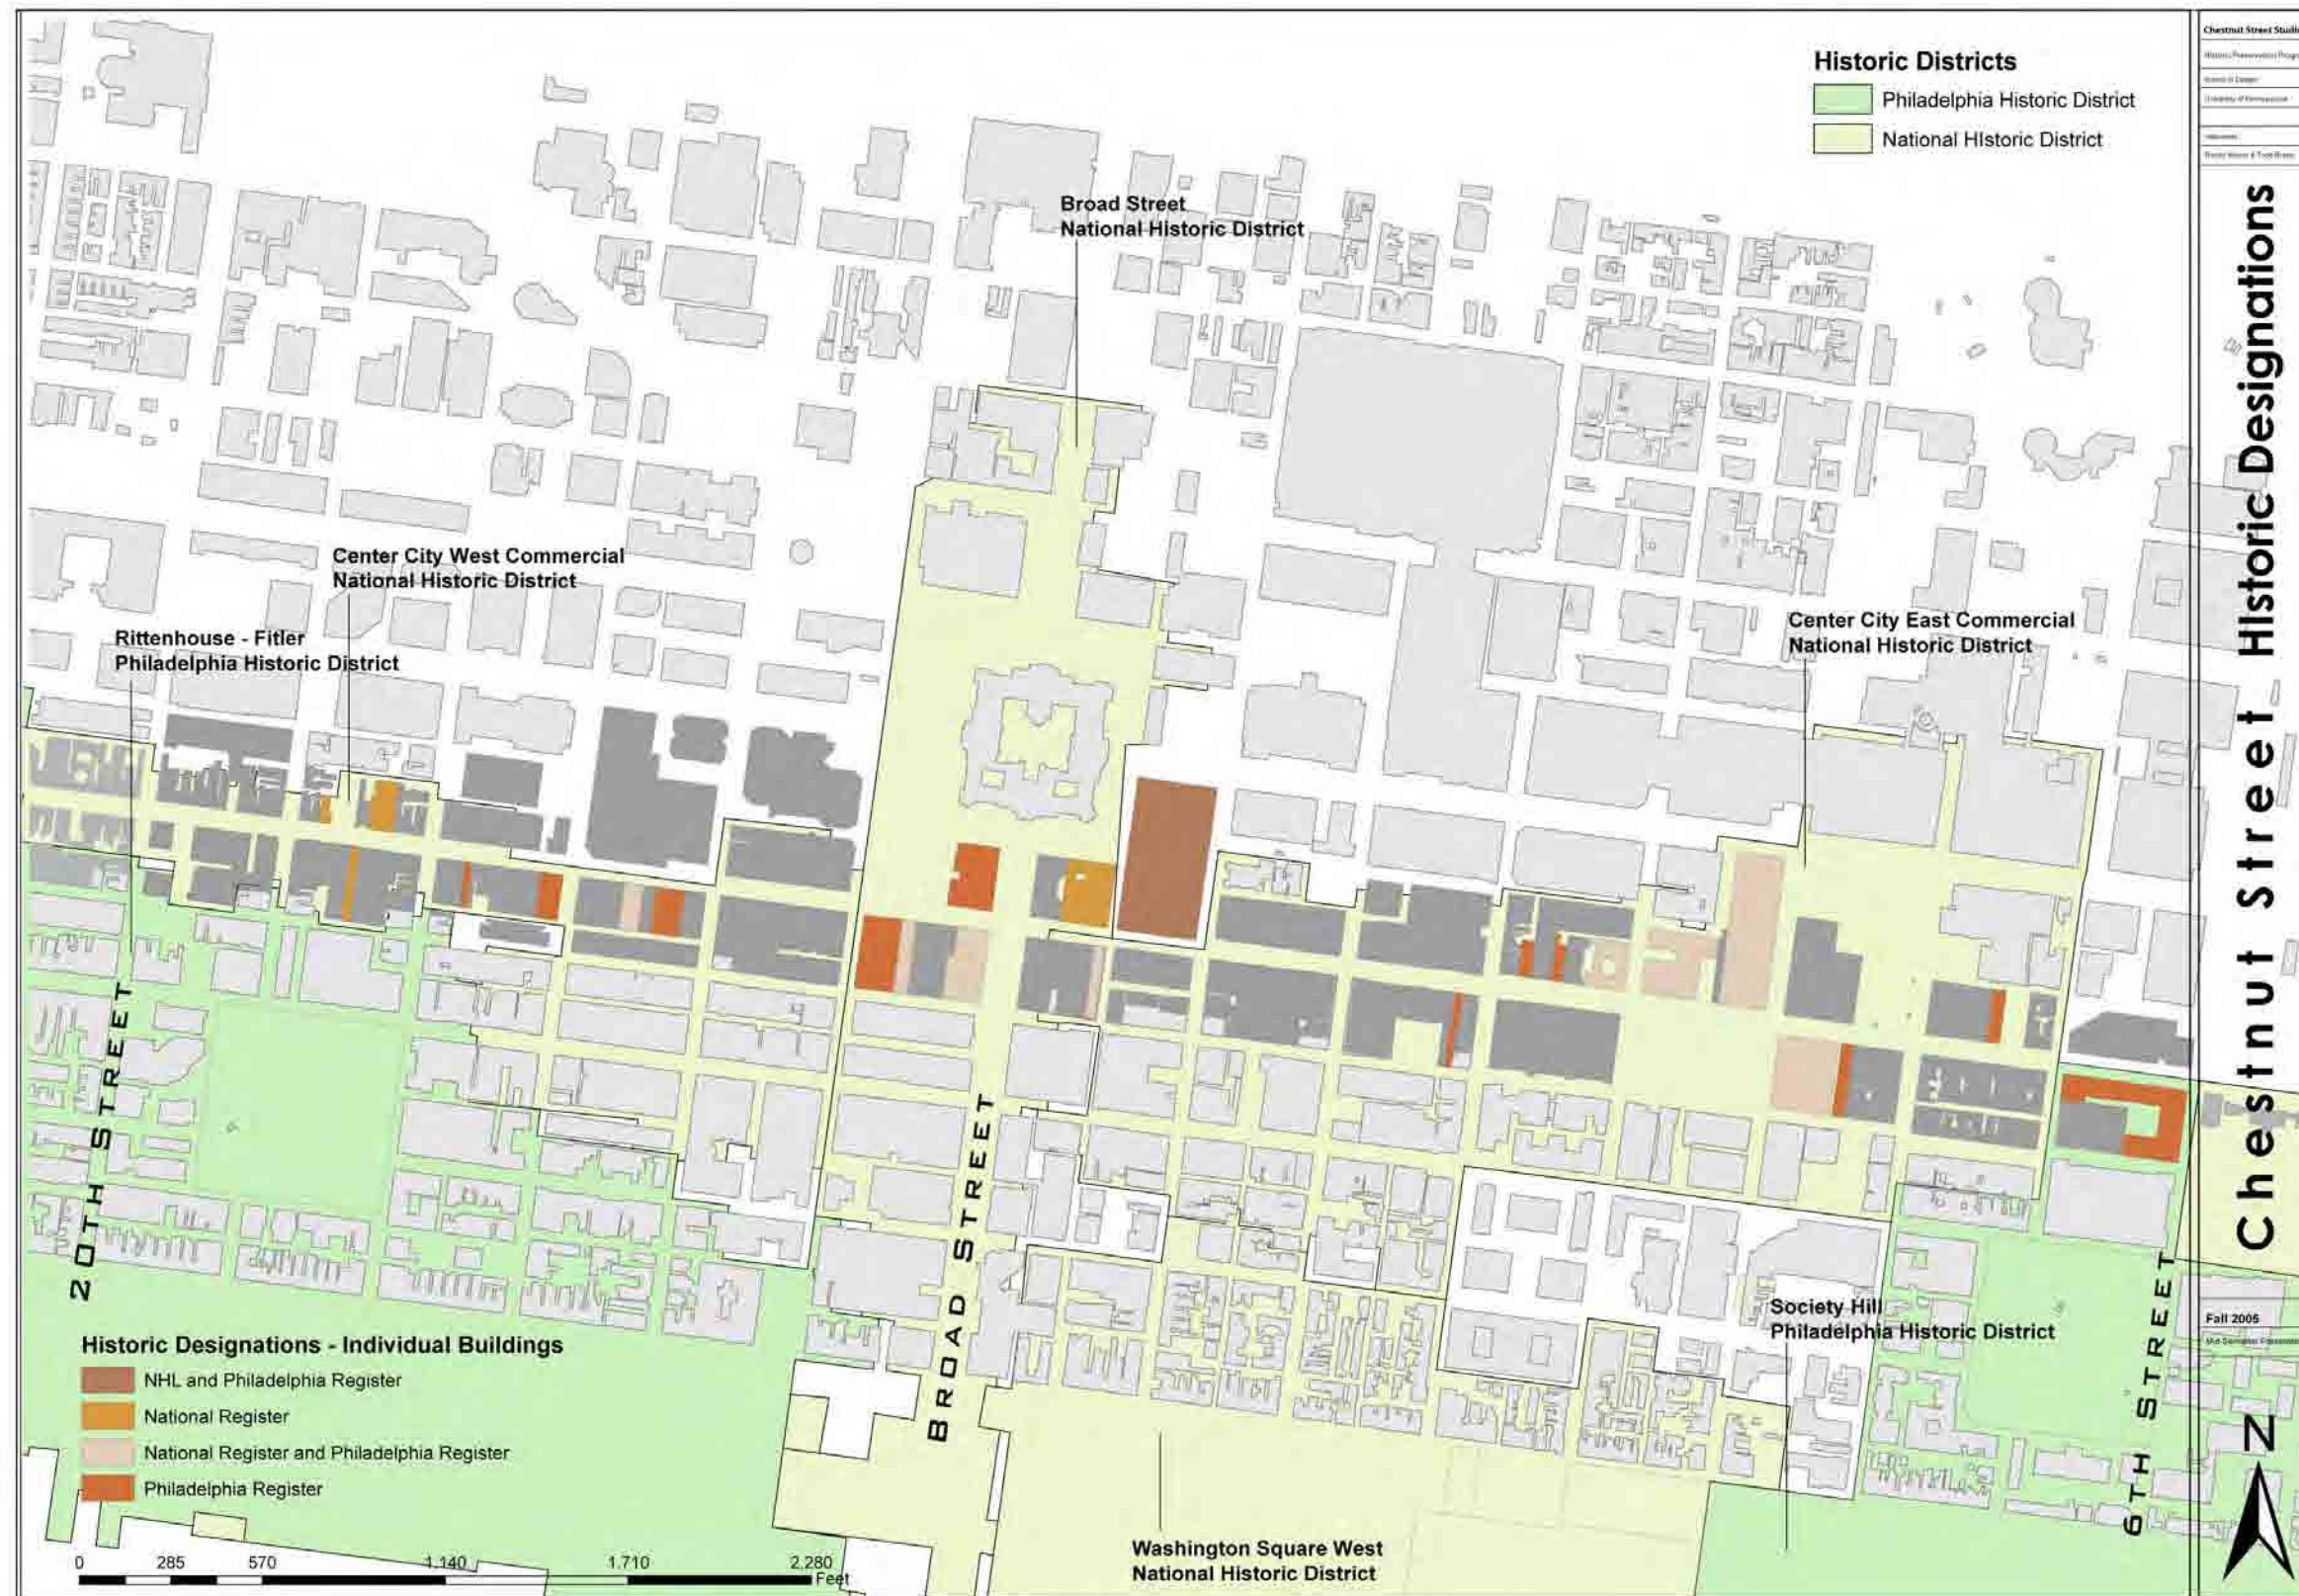 Historic Districts
Philadelphia Historic District
National HIstoric District
Broad Street
National Historic District
Center City West Commercial
National Historic District
Rittenhouse - Fitler
Philadelphia Historic District
Center City East Commercial
National Historic District
20TH STREET
BROAD STREET
6TH STREET
Society Hill
Philadelphia Historic District
Washington Square West
National Historic District
Historic Designations - Individual Buildings
NHL and Philadelphia Register
National Register
National Register and Philadelphia Register
Philadelphia Register
0 285 570 1,140 1,710 2,280
Feet
Chestnut Street
Chestnut Street HIstoric Designations
Fall 2005
N